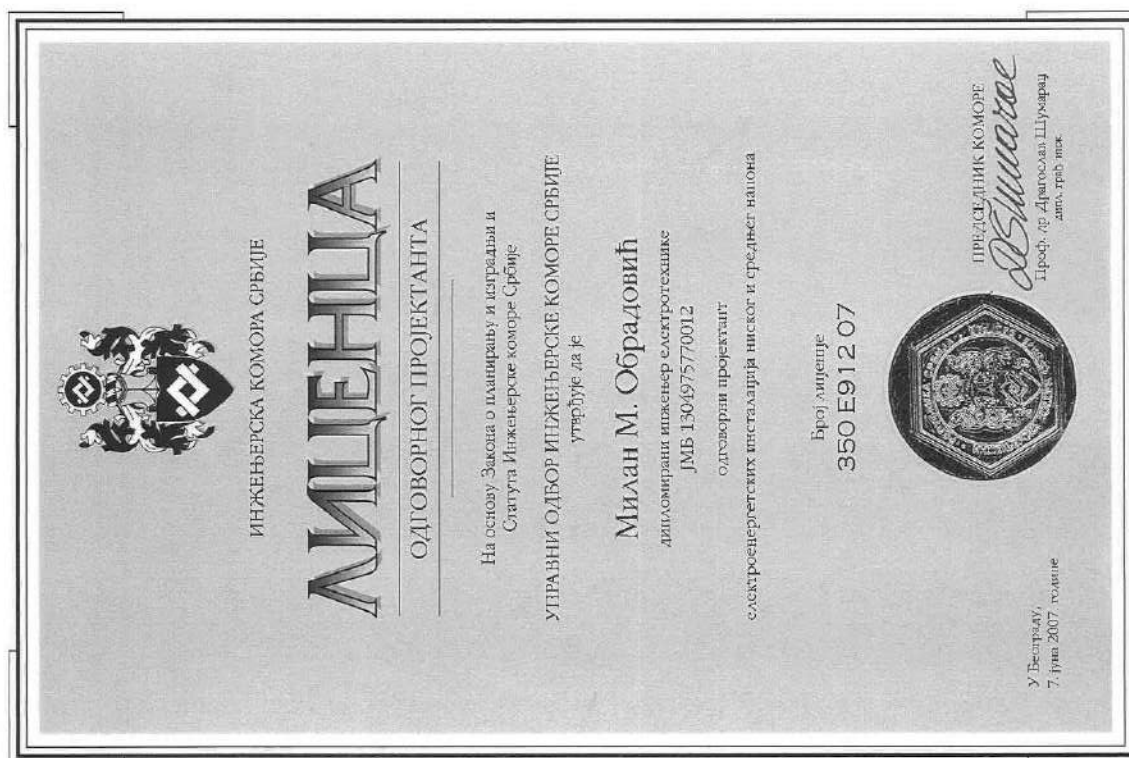 ИНЖЕЊЕРСКА КОМОРА СРБИЈЕ
ЛИЦЕНЦА
ОДГОВОРНОГ ПРОЈЕКТАНТА
На основу Закона о планирању и изградњи и
Статута Инжењерске коморе Србије
УПРАВНИ ОДБОР ИНЖЕЊЕРСКЕ КОМОРЕ СРБИЈЕ
утврђује да је
Милан М. Обрадовић
дипломирани инжењер електротехнике
ЈМБ 1304975770012
одговорни пројектант
електроенергетских инсталација ниског и средњег напона
Број лиценце
350 E912 07
У Београду,
7. јуна 2007. године
ПРЕДСЕДНИК КОМОРЕ
Проф. др Драгослав Шумарац
дипл. грађ. инж.